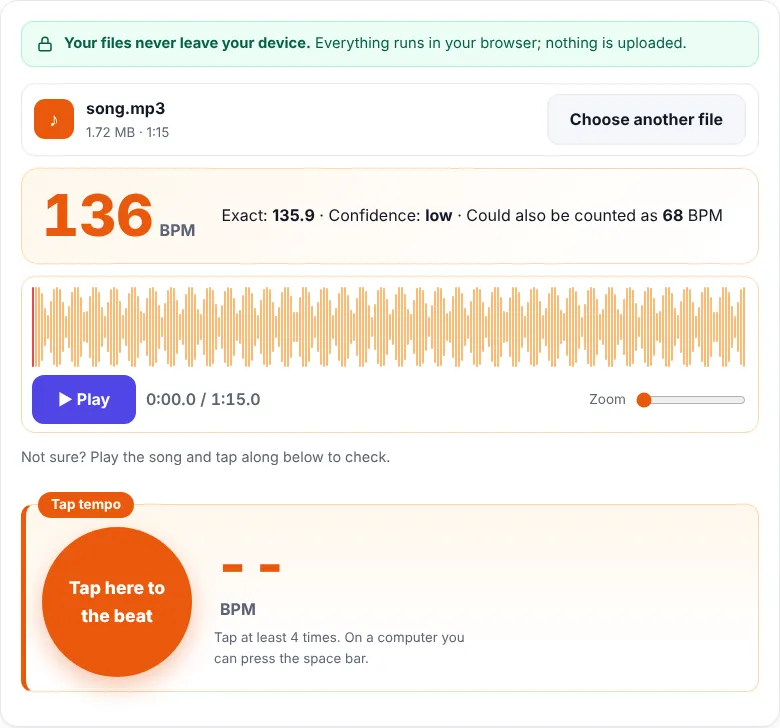 Your files never leave your device. Everything runs in your browser; nothing is uploaded.
song.mp3
1.72 MB · 1:15
Choose another file
136 BPM
Exact: 135.9 · Confidence: low · Could also be counted as 68 BPM
Play
0:00.0 / 1:15.0
Zoom
Not sure? Play the song and tap along below to check.
Tap tempo
Tap here to
the beat
--
BPM
Tap at least 4 times. On a computer you
can press the space bar.